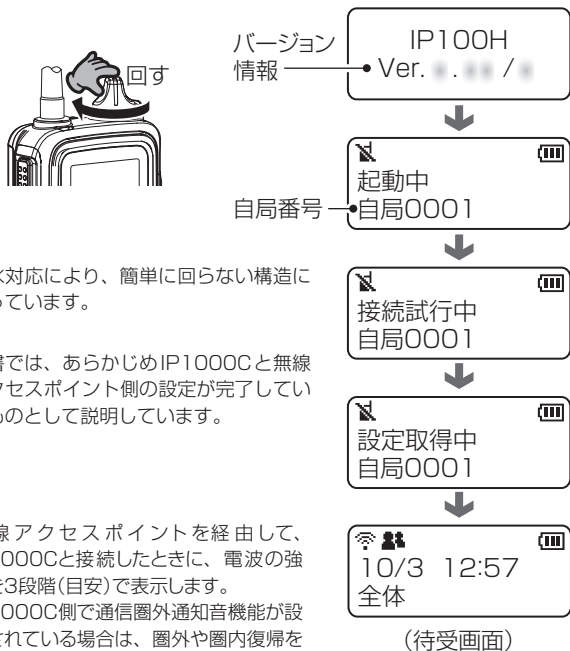 回す
バージョン
情報
IP100H
Ver.
起動中
自局0001
自局番号
接続試行中
自局0001
設定取得中
自局0001
10/3 12:57
全体
(待受画面)
対応により、簡単に回らない構造に
っています。
書では、あらかじめIP1000Cと無線
クセスポイント側の設定が完了してい
ものとして説明しています。
線アクセスポイントを経由して、
000Cと接続したときに、電波の強
を3段階(目安)で表示します。
000C側で通信圏外通知音機能が設
されている場合は、圏外や圏内復帰を